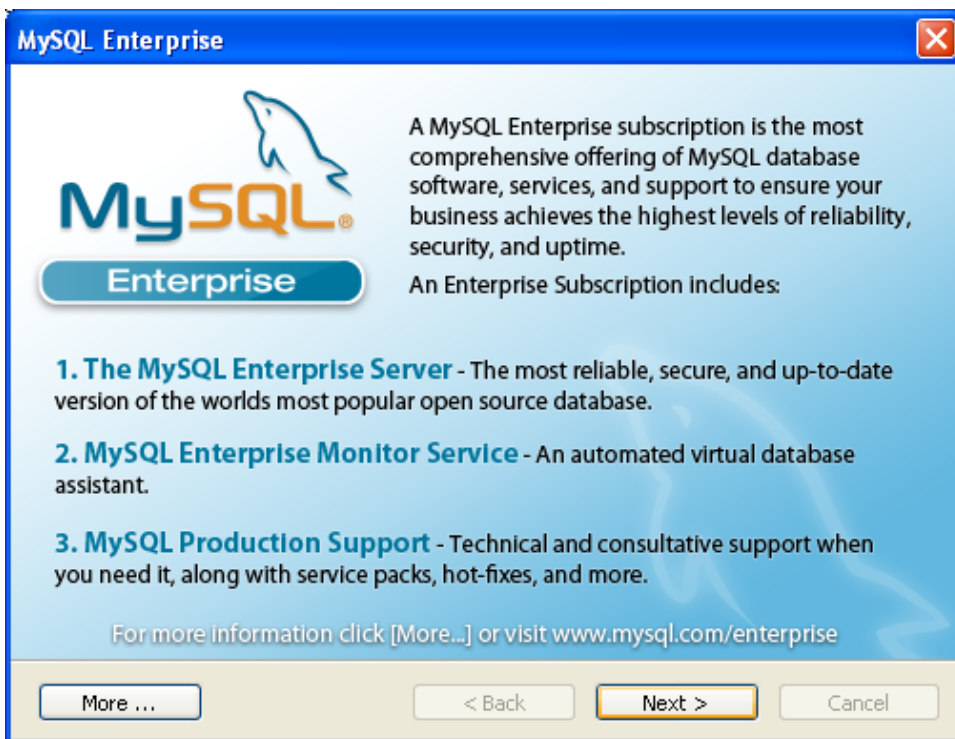 MySQL Enterprise
MySQL®
Enterprise
A MySQL Enterprise subscription is the most
comprehensive offering of MySQL database
software, services, and support to ensure your
business achieves the highest levels of reliability,
security, and uptime.
An Enterprise Subscription includes:
1. The MySQL Enterprise Server - The most reliable, secure, and up-to-date
version of the worlds most popular open source database.
2. MySQL Enterprise Monitor Service - An automated virtual database
assistant.
3. MySQL Production Support - Technical and consultative support when
you need it, along with service packs, hot-fixes, and more.
For more information click [More...] or visit www.mysql.com/enterprise
More ...
< Back
Next >
Cancel